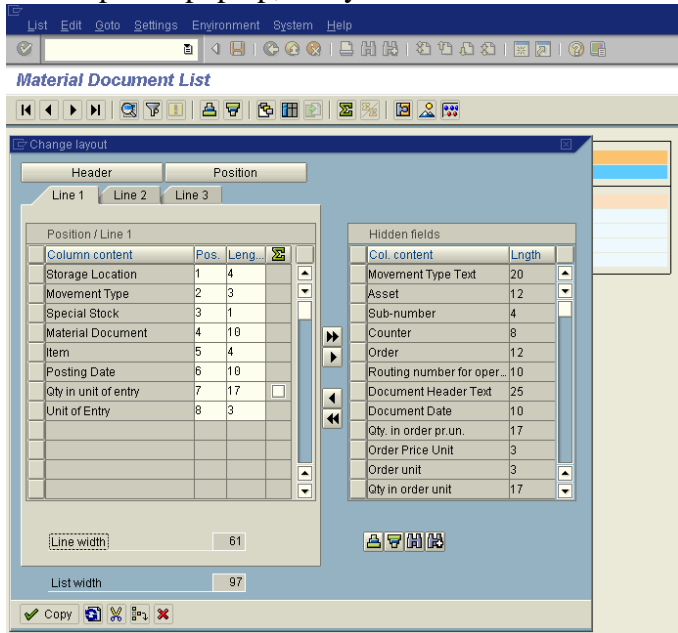 List Edit Goto Settings Environment System Help
Material Document List
Change layout
Header Position
Line 1 Line 2 Line 3
Position / Line 1
Column content Pos. Leng...
Storage Location 1 4
Movement Type 2 3
Special Stock 3 1
Material Document 4 10
Item 5 4
Posting Date 6 10
Qty in unit of entry 7 17
Unit of Entry 8 3
Hidden fields
Col. content Lngth
Movement Type Text 20
Asset 12
Sub-number 4
Counter 8
Order 12
Routing number for oper... 10
Document Header Text 25
Document Date 10
Qty. in order pr.un. 17
Order Price Unit 3
Order unit 3
Qty in order unit 17
Line width 61
List width 97
Copy